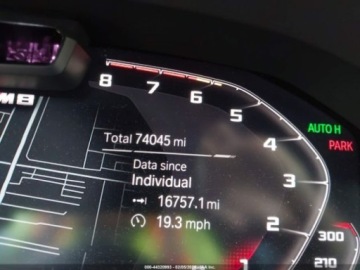 8 7 6 5 4 3 2 1
M8
AUTO H
PARK
Total 74045 mi
Data since
Individual
16757.1 mi
19.3 mph
300
210